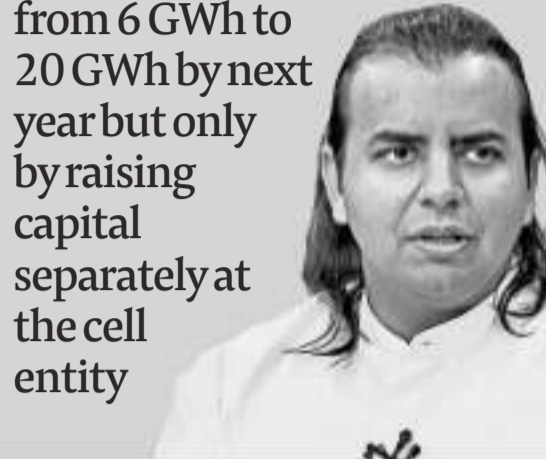 from 6 GWh to
20 GWh by next
year but only
by raising
capital
separately at
the cell
entity